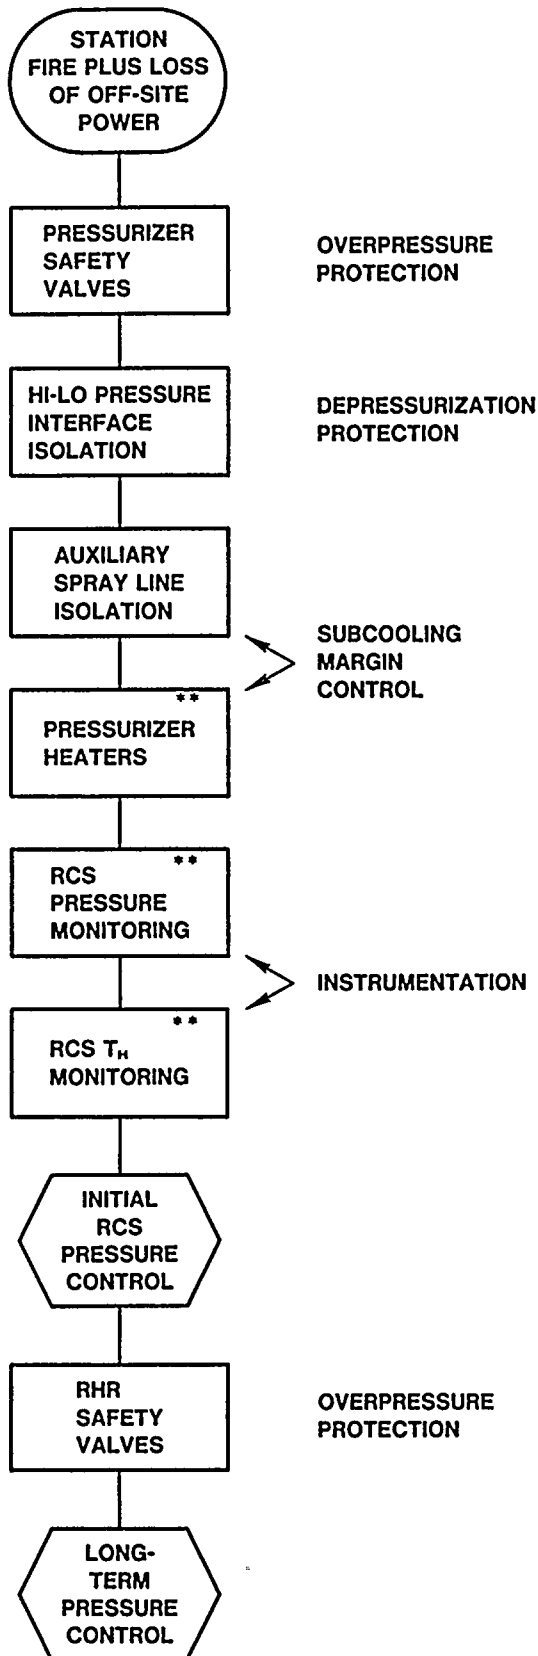 STATION
FIRE PLUS LOSS
OF OFF-SITE
POWER
PRESSURIZER
SAFETY
VALVES
OVERPRESSURE
PROTECTION
HI-LO PRESSURE
INTERFACE
ISOLATION
DEPRESSURIZATION
PROTECTION
AUXILIARY
SPRAY LINE
ISOLATION
SUBCOOLING
MARGIN
CONTROL
**
PRESSURIZER
HEATERS
**
RCS
PRESSURE
MONITORING
INSTRUMENTATION
**
RCS T_H
MONITORING
INITIAL
RCS
PRESSURE
CONTROL
RHR
SAFETY
VALVES
OVERPRESSURE
PROTECTION
LONG-
TERM
PRESSURE
CONTROL